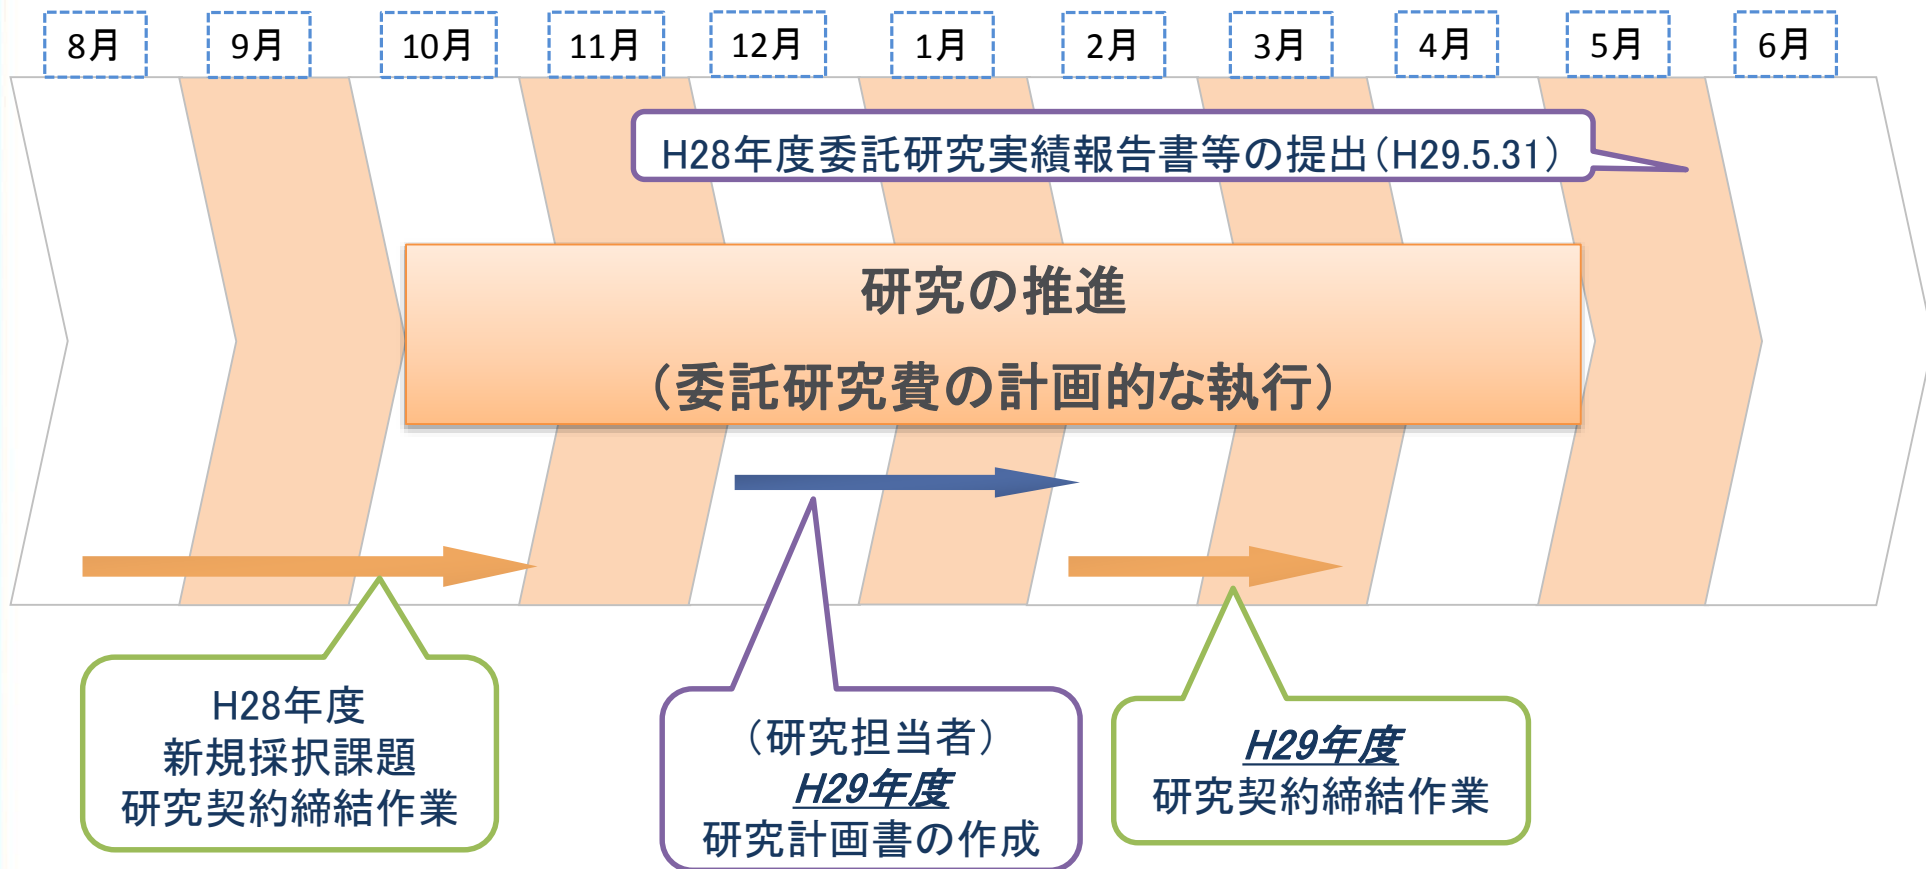 8月
9月
10月
11月
12月
1月
2月
3月
4月
5月
6月
H28年度委託研究実績報告書等の提出（H29.5.31）
研究の推進
（委託研究費の計画的な執行）
H28年度
新規採択課題
研究契約締結作業
（研究担当者）
H29年度
研究計画書の作成
H29年度
研究契約締結作業